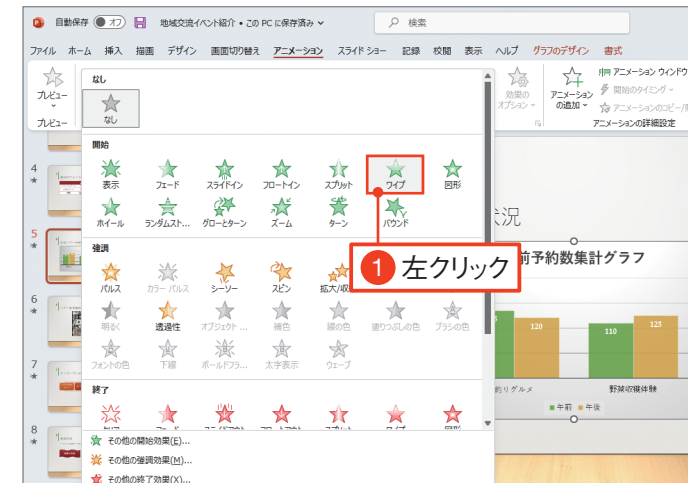 自動保存 オフ 地域交流イベント紹介 • この PC に保存済み 検索
ファイル ホーム 挿入 描画 デザイン 画面切り替え アニメーション スライド ショー 記録 校閲 表示 ヘルプ グラフのデザイン 書式
プレビュー
プレビュー
なし
なし
効果の
オプション
アニメーション
の追加
アニメーション ウィンドウ
開始のタイミング
アニメーションのコピー/
アニメーションの詳細設定
開始
表示 フェード スライドイン フロートイン スプリット ワイプ 図形
ホイール ランダムスト... グローとターン ズーム ターン バウンド
強調
パルス カラー パルス シーソー スピン
明るく 透過性 オブジェクト ... 補色 線の色 塗りつぶしの色 ブラシの色
フォントの色 下線 ボールドフラ... 太字表示 ウェーブ
終了
その他の開始効果(E)...
その他の強調効果(M)...
その他の終了効果(X)...
1 左クリック
4
5
6
7
8
状況
前予約数集計グラフ
120
110
125
野菜収穫体験
午前 午後